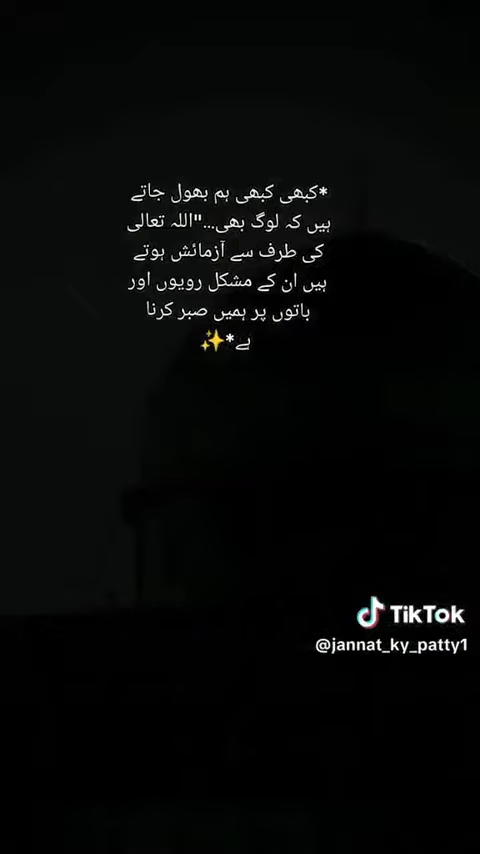 *کبھی کبھی ہم بھول جاتے
ہیں کہ لوگ بھی..."اللہ تعالی
کی طرف سے آزمائش ہوتے
ہیں ان کے مشکل رویوں اور
باتوں پر ہمیں صبر کرنا
ہے*✨
TikTok
@jannat_ky_patty1